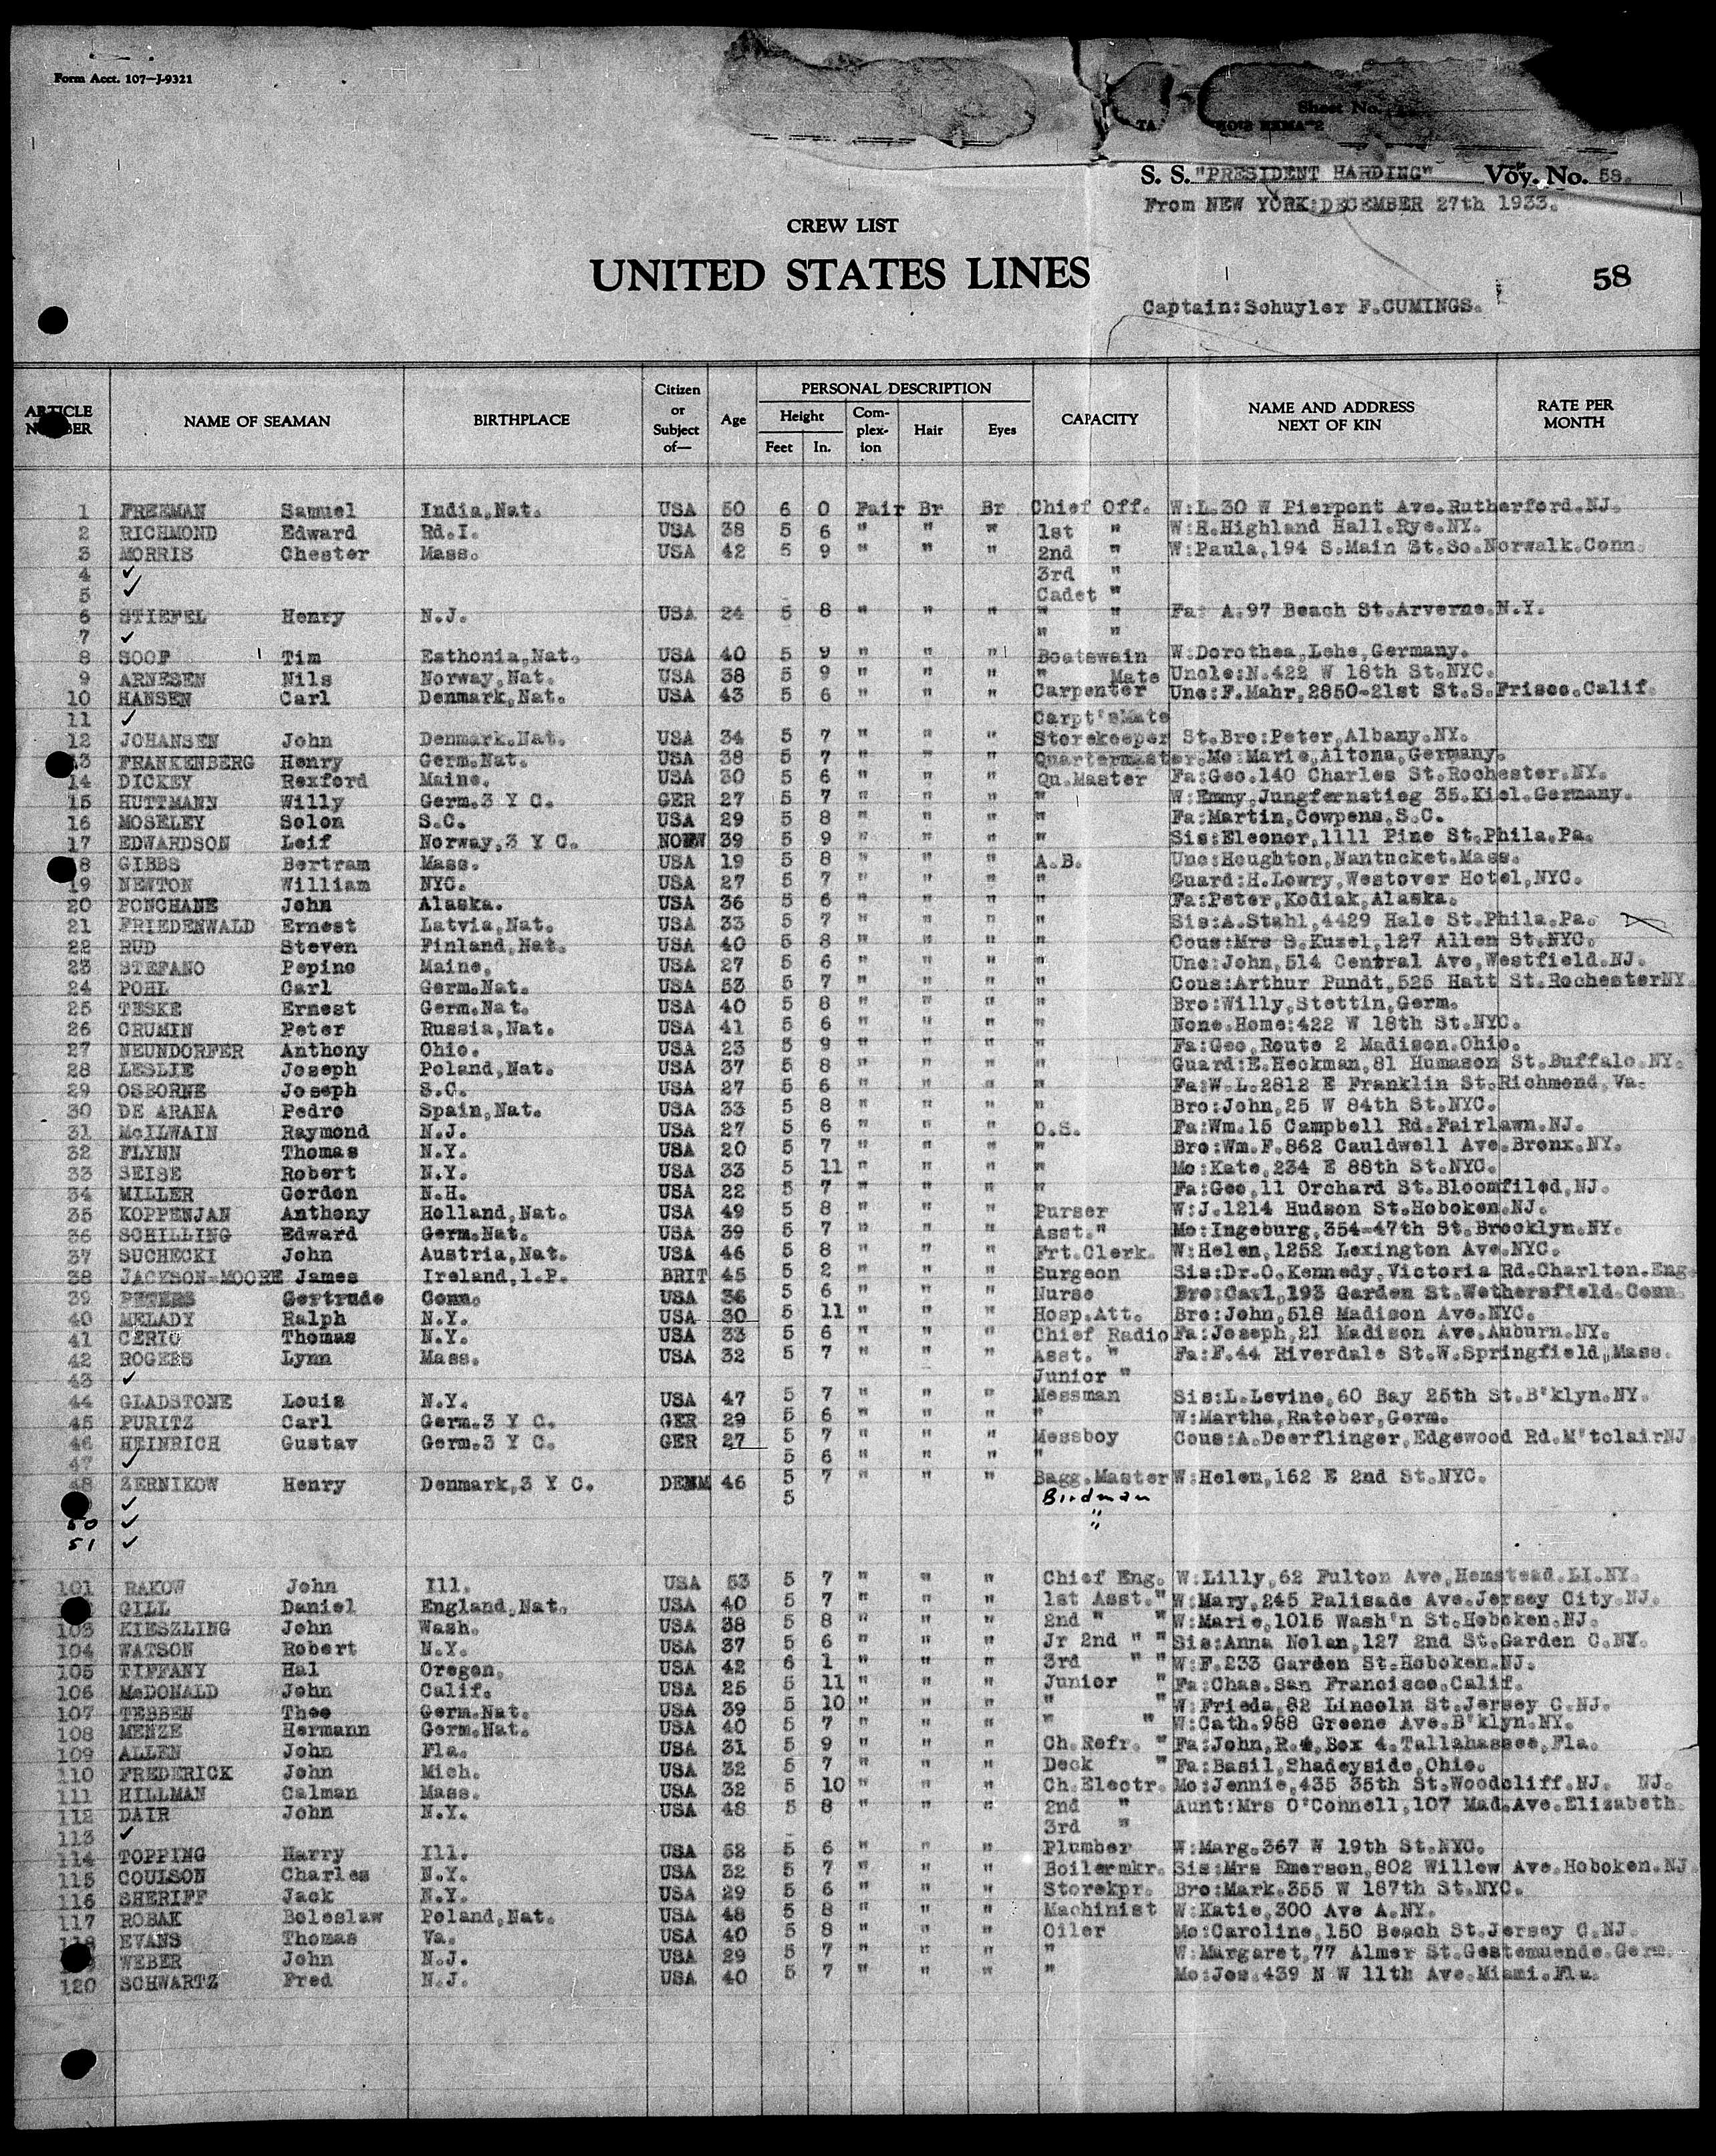 Form Acct. 107—J-9321
Sheet No.
S. S. "PRESIDENT HARDING" Voy. No. 58.
From NEW YORK:DECEMBER 27th 1933.
CREW LIST
UNITED STATES LINES
58
Captain:Schuyler F.CUMINGS.
ARTICLE NUMBER NAME OF SEAMAN BIRTHPLACE Citizen or Subject of— Age PERSONAL DESCRIPTION Height Feet In. Complexion Hair Eyes CAPACITY NAME AND ADDRESS NEXT OF KIN RATE PER MONTH
1 FREEMAN Samuel India,Nat. USA 50 6 0 Fair Br Br Chief Off. W:L.30 W Pierpont Ave.Rutherford.NJ.
2 RICHMOND Edward Rd.I. USA 38 5 6 " " " 1st " W:H.Highland Hall.Rye.NY.
3 MORRIS Chester Mass. USA 42 5 9 " " " 2nd " W:Paula,194 S.Main St.So.Norwalk.Conn.
4 ✓ 3rd "
5 ✓ Cadet "
6 STIEFEL Henry N.J. USA 24 5 8 " " " " " Fa: A.97 Beach St.Arverne.N.Y.
7 ✓ " "
8 SOOF Tim Esthonia,Nat. USA 40 5 9 " " " Boatswain W:Dorothea,Lehe,Germany.
9 ARNESEN Nils Norway,Nat. USA 38 5 9 " " " " Mate Uncle:N.422 W 18th St.NYC.
10 HANSEN Carl Denmark,Nat. USA 43 5 6 " " " Carpenter Unc:F.Mahr,2850-21st St.S.Frisco.Calif.
11 ✓ Carpt'sMate
12 JOHANSEN John Denmark.Nat. USA 34 5 7 " " " Storekeeper St.Bro:Peter,Albany.NY.
13 FRANKENBERG Henry Germ.Nat. USA 38 5 7 " " " Quartermaster.Mo:Marie,Altona,Germany.
14 DICKEY Rexford Maine. USA 30 5 6 " " " Qu.Master Fa:Geo.140 Charles St.Rochester.NY.
15 HUTTMANN Willy Germ.3 Y C. GER 27 5 7 " " " " W:Emmy,Jungfernstieg 35.Kiel.Germany.
16 MOSELEY Solon S.C. USA 29 5 8 " " " " Fa:Martin,Cowpens,S.C.
17 EDWARDSON Leif Norway,3 Y C. NORW 39 5 9 " " " " Sis:Eleonor,1111 Pine St.Phila.Pa.
18 GIBBS Bertram Mass. USA 19 5 8 " " " A.B. Unc:Houghton,Nantucket.Mass.
19 NEWTON William NYC. USA 27 5 7 " " " " Guard:H.Lowry,Westover Hotel,NYC.
20 PONCHANE John Alaska. USA 36 5 6 " " " " Fa:Peter,Kodiak,Alaska.
21 FRIEDENWALD Ernest Latvia,Nat. USA 33 5 7 " " " " Sis:A.Stahl,4429 Hale St.Phila.Pa.
22 RUD Steven Finland,Nat. USA 40 5 8 " " " " Cous:Mrs S.Kuzel,127 Allen St.NYC.
23 STEFANO Pepino Maine. USA 27 5 6 " " " " Unc:John,514 Central Ave,Westfield.NJ.
24 POHL Carl Germ.Nat. USA 53 5 7 " " " " Cous:Arthur Pundt,525 Hatt St.RochesterNY.
25 TESKE Ernest Germ.Nat. USA 40 5 8 " " " " Bro:Willy,Stettin,Germ.
26 CRUMIN Peter Russia,Nat. USA 41 5 6 " " " " None.Home:422 W 18th St.NYC.
27 NEUNDORFER Anthony Ohio. USA 23 5 9 " " " " Fa:Geo,Route 2 Madison.Ohio.
28 LESLIE Joseph Poland,Nat. USA 37 5 8 " " " " Guard:E.Heckman,81 Humason St.Buffalo.NY.
29 OSBORNE Joseph S.C. USA 27 5 6 " " " " Fa:W.L.2812 E Franklin St.Richmond,Va.
30 DE ARANA Pedro Spain,Nat. USA 33 5 8 " " " " Bro:John,25 W 84th St.NYC.
31 McILWAIN Raymond N.J. USA 27 5 6 " " " O.S. Fa:Wm.15 Campbell Rd.Fairlawn.NJ.
32 FLYNN Thomas N.Y. USA 20 5 7 " " " " Bro:Wm.F.862 Cauldwell Ave.Bronx.NY.
33 SEISE Robert N.Y. USA 33 5 11 " " " " Mo:Kate,234 E 88th St.NYC.
34 MILLER Gordon N.H. USA 22 5 7 " " " " Fa:Geo,11 Orchard St.Bloomfiled,NJ.
35 KOPPENJAN Anthony Holland,Nat. USA 49 5 8 " " " Purser W:J.1214 Hudson St.Hoboken.NJ.
36 SCHILLING Edward Germ.Nat. USA 39 5 7 " " " Asst." Mo:Ingeburg,354-47th St.Brooklyn.NY.
37 SUCHECKI John Austria,Nat. USA 46 5 8 " " " Frt.Clerk. W:Helen,1252 Lexington Ave.NYC.
38 JACKSON-MOORE James Ireland,1.P. BRIT 45 5 2 " " " Surgeon Sis:Dr.O.Kennedy,Victoria Rd.Charlton.Eng.
39 PETERS Gertrude Conn. USA 36 5 6 " " " Nurse Bro:Carl,193 Garden St.Wethersfield.Conn.
40 MELADY Ralph N.Y. USA 30 5 11 " " " Hosp.Att. Bro:John,518 Madison Ave.NYC.
41 CERIO Thomas N.Y. USA 33 5 6 " " " Chief Radio Fa:Joseph,21 Madison Ave,Auburn.NY.
42 ROGERS Lynn Mass. USA 32 5 7 " " " Asst. " Fa:F.44 Riverdale St.W.Springfield,Mass.
43 ✓ Junior "
44 GLADSTONE Louis N.Y. USA 47 5 7 " " " Messman Sis:L.Levine,60 Bay 25th St.B'klyn.NY.
45 PURITZ Carl Germ.3 Y C. GER 29 5 6 " " " " W:Martha,Rateber,Germ.
46 HEINRICH Gustav Germ.3 Y C. GER 27 5 7 " " " Messboy Cous:A.Doerflinger,Edgewood Rd.M'tclairNJ.
47 ✓ 5 6 "
48 ZERNIKOW Henry Denmark,3 Y C. DENM 46 5 7 " " " Bagg.Master W:Helen,162 E 2nd St.NYC.
✓ 5 Birdman
50 ✓ "
51 ✓
101 RAKOW John Ill. USA 53 5 7 " " " Chief Eng. W:Lilly,62 Fulton Ave,Hemstead.LI.NY.
GILL Daniel England,Nat. USA 40 5 7 " " " 1st Asst." W:Mary,245 Palisade Ave.Jersey City.NJ.
103 KIESZLING John Wash. USA 38 5 8 " " " 2nd " " W:Marie,1015 Wash'n St.Hoboken.NJ.
104 WATSON Robert N.Y. USA 37 5 6 " " " Jr 2nd " " Sis:Anna Nolan,127 2nd St.Garden C.NY.
105 TIFFANY Hal Oregon. USA 42 6 1 " " " 3rd " " W:F.233 Garden St.Hoboken.NJ.
106 McDONALD John Calif. USA 25 5 11 " " " Junior " Fa:Chas.San Francisco.Calif.
107 TEBBEN Theo Germ.Nat. USA 39 5 10 " " " " " W:Frieda,82 Lincoln St.Jersey C.NJ.
108 MENZE Hermann Germ.Nat. USA 40 5 7 " " " " " W:Cath.988 Greene Ave.B'klyn.NY.
109 ALLEN John Fla. USA 31 5 9 " " " Ch.Refr. " Fa:John,R.4,Box 4.Tallahassee,Fla.
110 FREDERICK John Mich. USA 32 5 7 " " " Deck " Fa:Basil,Shadeyside,Ohio.
111 HILLMAN Calman Mass. USA 32 5 10 " " " Ch.Electr. Mo:Jennie,435 35th St.Woodcliff.NJ. NJ.
112 DAIR John N.Y. USA 48 5 8 " " " 2nd " Aunt:Mrs O'Connell,107 Mad.Ave.Elizabeth.
113 ✓ 3rd "
114 TOPPING Harry Ill. USA 52 5 6 " " " Plumber W:Marg.367 W 19th St.NYC.
115 COULSON Charles N.Y. USA 32 5 7 " " " Boilermkr. Sis:Mrs Emerson,802 Willow Ave.Hoboken.NJ.
116 SHERIFF Jack N.Y. USA 29 5 6 " " " Storekpr. Bro:Mark.355 W 187th St.NYC.
117 ROBAK Boleslaw Poland,Nat. USA 48 5 8 " " " Machinist W:Katie,300 Ave A.NY.
118 EVANS Thomas Va. USA 40 5 8 " " " Oiler Mo:Caroline,150 Beach St.Jersey C.NJ.
WEBER John N.J. USA 29 5 7 " " " " W:Margaret,77 Almer St.Gestemuende.Germ.
120 SCHWARTZ Fred N.J. USA 40 5 7 " " " " Mo:Jos.439 N W 11th Ave.Miami.Fla.